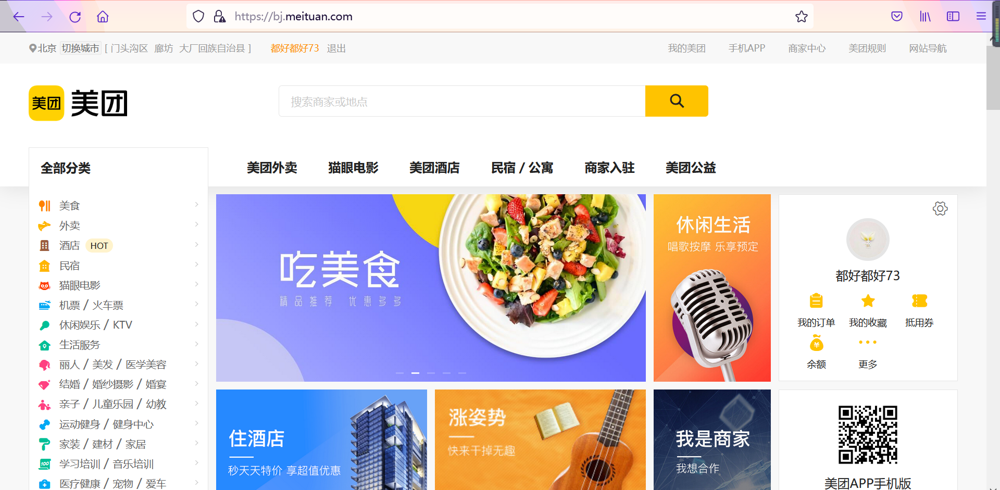 https://bj.meituan.com
北京 切换城市 [ 门头沟区 廊坊 大厂回族自治县 ] 都好都好73 退出 我的美团 手机APP 商家中心 美团规则 网站导航
美团 美团
搜索商家或地点
全部分类
美团外卖 猫眼电影 美团酒店 民宿 / 公寓 商家入驻 美团公益
美食
外卖
酒店 HOT
民宿
猫眼电影
机票 / 火车票
休闲娱乐 / KTV
生活服务
丽人 / 美发 / 医学美容
结婚 / 婚纱摄影 / 婚宴
亲子 / 儿童乐园 / 幼教
运动健身 / 健身中心
家装 / 建材 / 家居
学习培训 / 音乐培训
医疗健康 / 宠物 / 爱车
吃美食
精品推荐 优惠多多
休闲生活
唱歌按摩 乐享预定
都好都好73
我的订单 我的收藏 抵用券
余额 更多
住酒店
秒天天特价 享超值优惠
涨姿势
快来干掉无趣
我是商家
我想合作
美团APP手机版